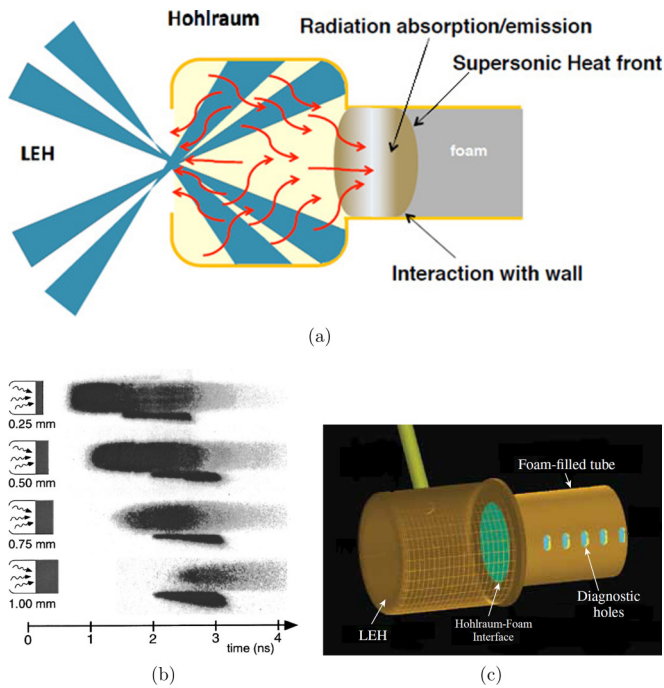 Hohlraum
Radiation absorption/emission
Supersonic Heat front
LEH
foam
Interaction with wall
(a)
0.25 mm
0.50 mm
0.75 mm
1.00 mm
0 1 2 3 4
time (ns)
(b)
Foam-filled tube
Diagnostic
holes
Hohlraum-Foam
Interface
LEH
(c)